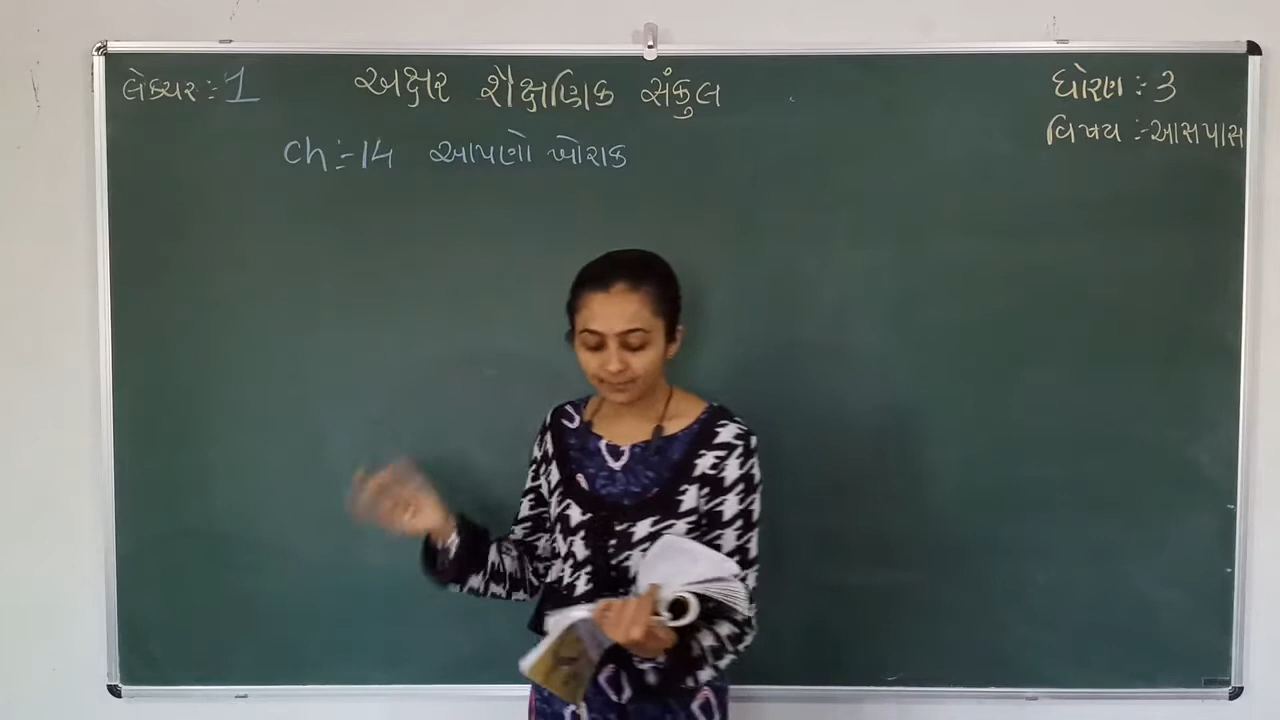 લેક્ચર :- 1
અક્ષર શૈક્ષણિક સંકુલ
ધોરણ :- 3
વિષય :- આસપાસ
Ch :- 14 આપણો ખોરાક